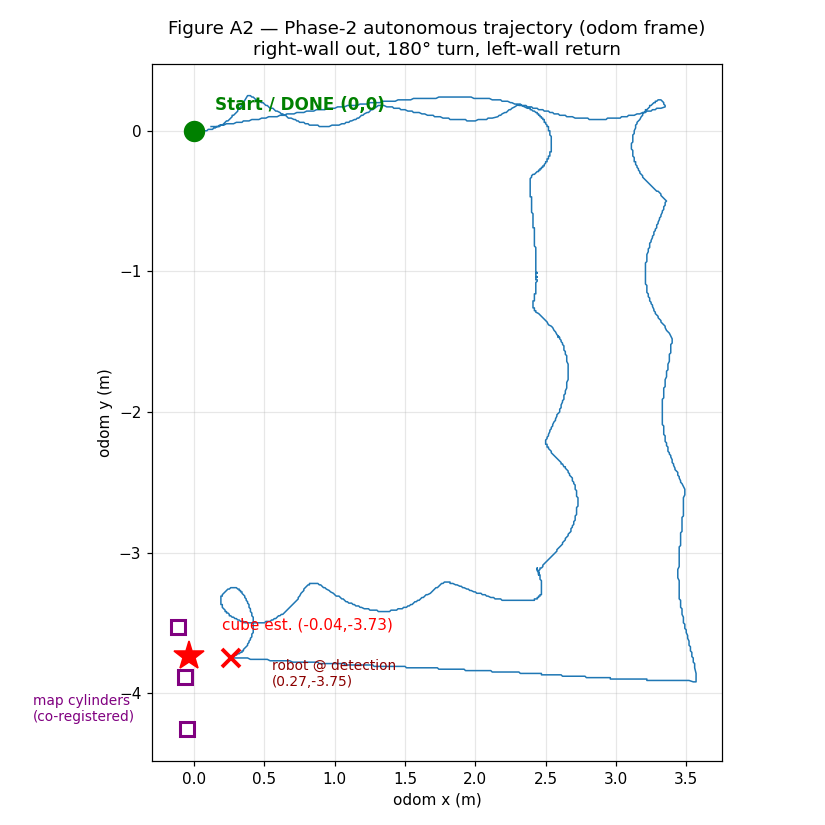 Figure A2 — Phase-2 autonomous trajectory (odom frame)
right-wall out, 180° turn, left-wall return
Start / DONE (0,0)
0
−1
−2
−3
−4
odom y (m)
cube est. (-0.04,-3.73)
robot @ detection
(0.27,-3.75)
map cylinders
(co-registered)
0.0 0.5 1.0 1.5 2.0 2.5 3.0 3.5
odom x (m)